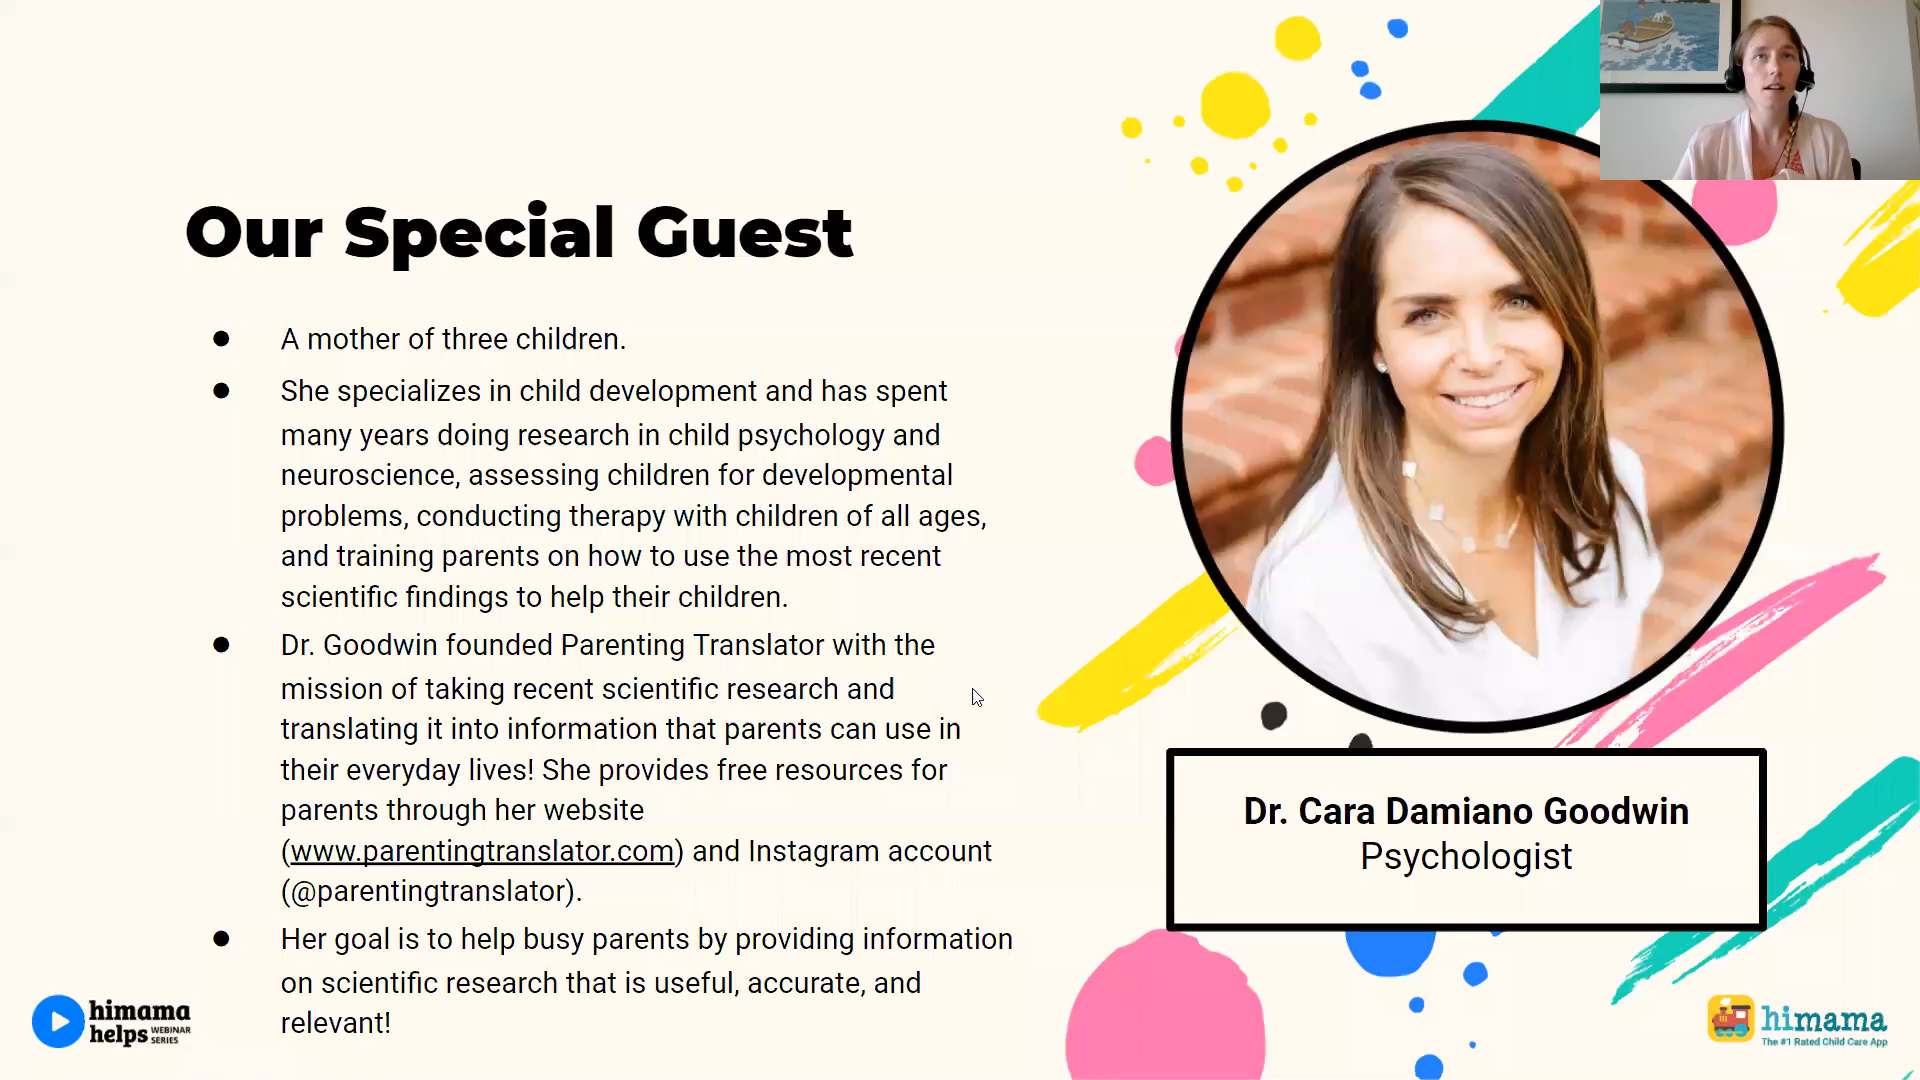 Our Special Guest
● A mother of three children.
● She specializes in child development and has spent
many years doing research in child psychology and
neuroscience, assessing children for developmental
problems, conducting therapy with children of all ages,
and training parents on how to use the most recent
scientific findings to help their children.
● Dr. Goodwin founded Parenting Translator with the
mission of taking recent scientific research and
translating it into information that parents can use in
their everyday lives! She provides free resources for
parents through her website
(www.parentingtranslator.com) and Instagram account
(@parentingtranslator).
● Her goal is to help busy parents by providing information
on scientific research that is useful, accurate, and
relevant!
Dr. Cara Damiano Goodwin
Psychologist
himama
helps WEBINAR
SERIES
himama
The #1 Rated Child Care App